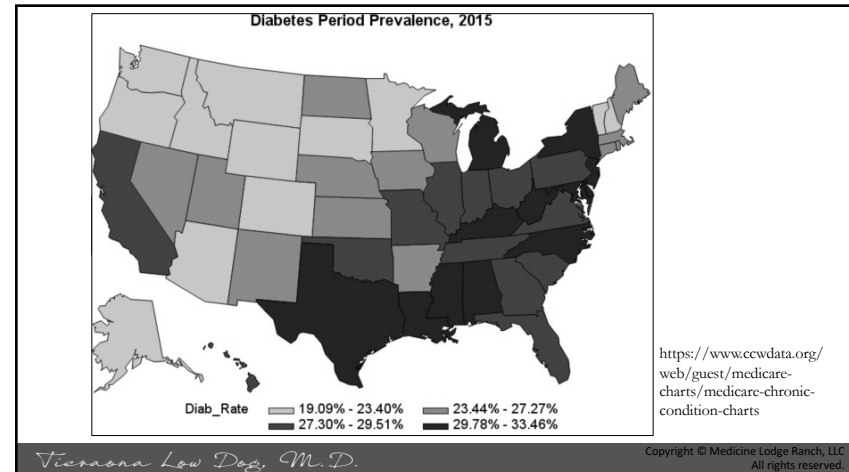 Diabetes Period Prevalence, 2015
https://www.ccwdata.org/
web/guest/medicare-
charts/medicare-chronic-
condition-charts
Diab_Rate 19.09% - 23.40% 23.44% - 27.27%
27.30% - 29.51% 29.78% - 33.46%
Tieraona Low Dog, M.D.
Copyright © Medicine Lodge Ranch, LLC
All rights reserved.